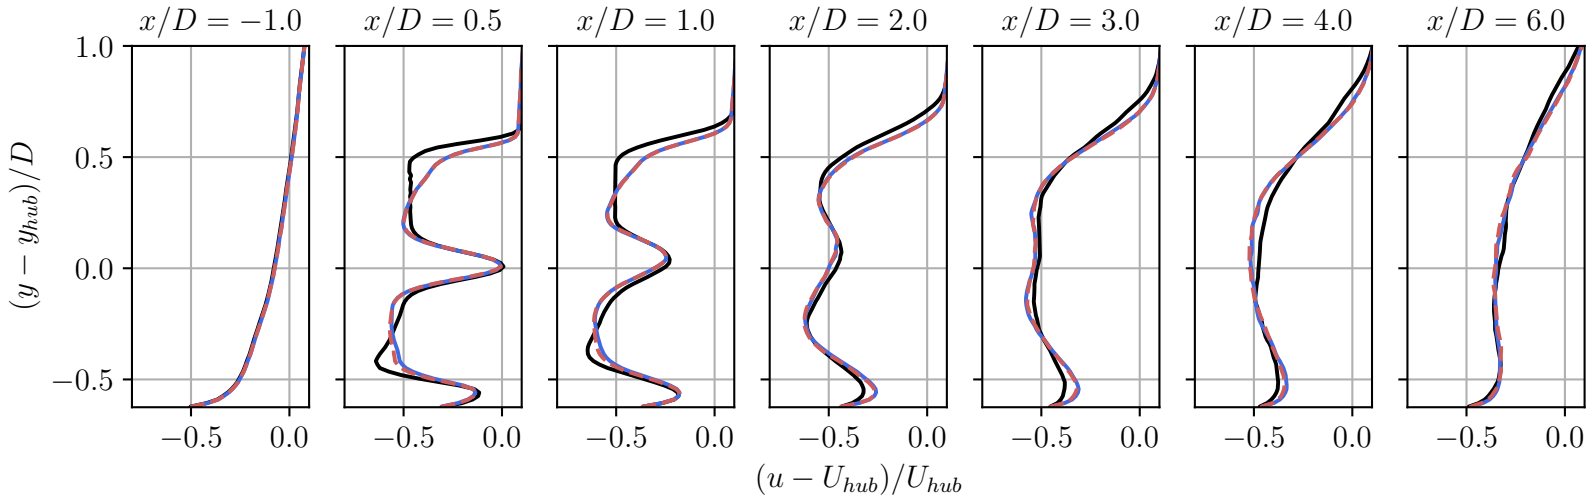 x/D = −1.0 x/D = 0.5 x/D = 1.0 x/D = 2.0 x/D = 3.0 x/D = 4.0 x/D = 6.0
1.0
0.5
0.0
−0.5
(y − y_hub)/D
−0.5 0.0 −0.5 0.0 −0.5 0.0 −0.5 0.0 −0.5 0.0 −0.5 0.0 −0.5 0.0
(u − U_hub)/U_hub